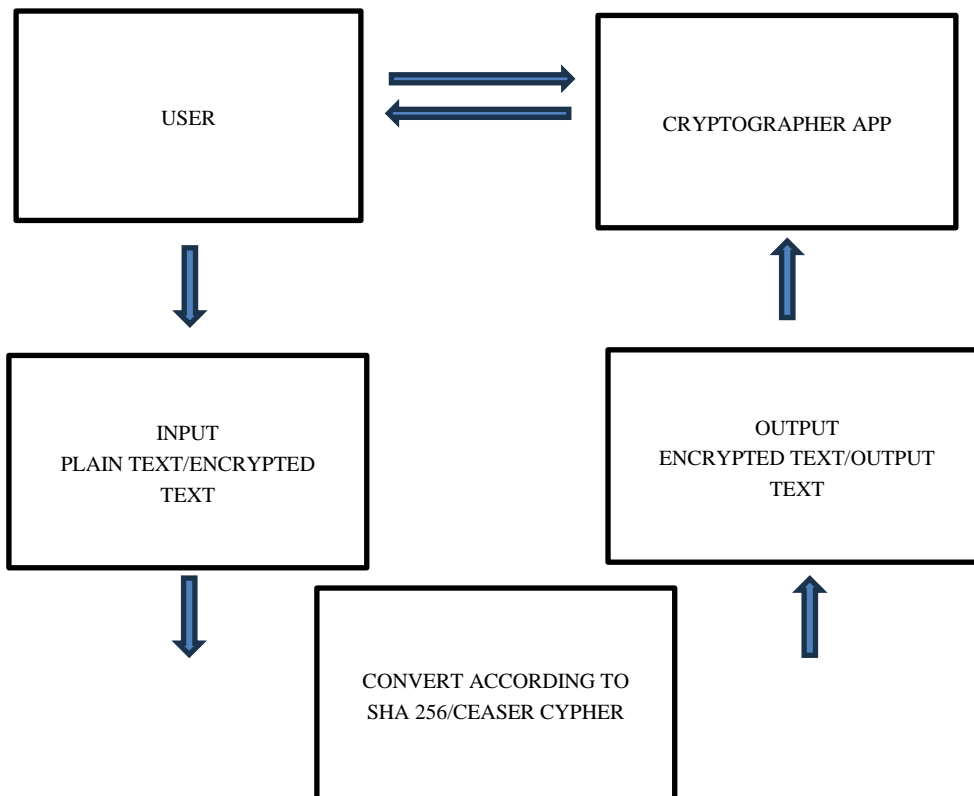 USER
CRYPTOGRAPHER APP
INPUT
PLAIN TEXT/ENCRYPTED
TEXT
OUTPUT
ENCRYPTED TEXT/OUTPUT
TEXT
CONVERT ACCORDING TO
SHA 256/CEASER CYPHER